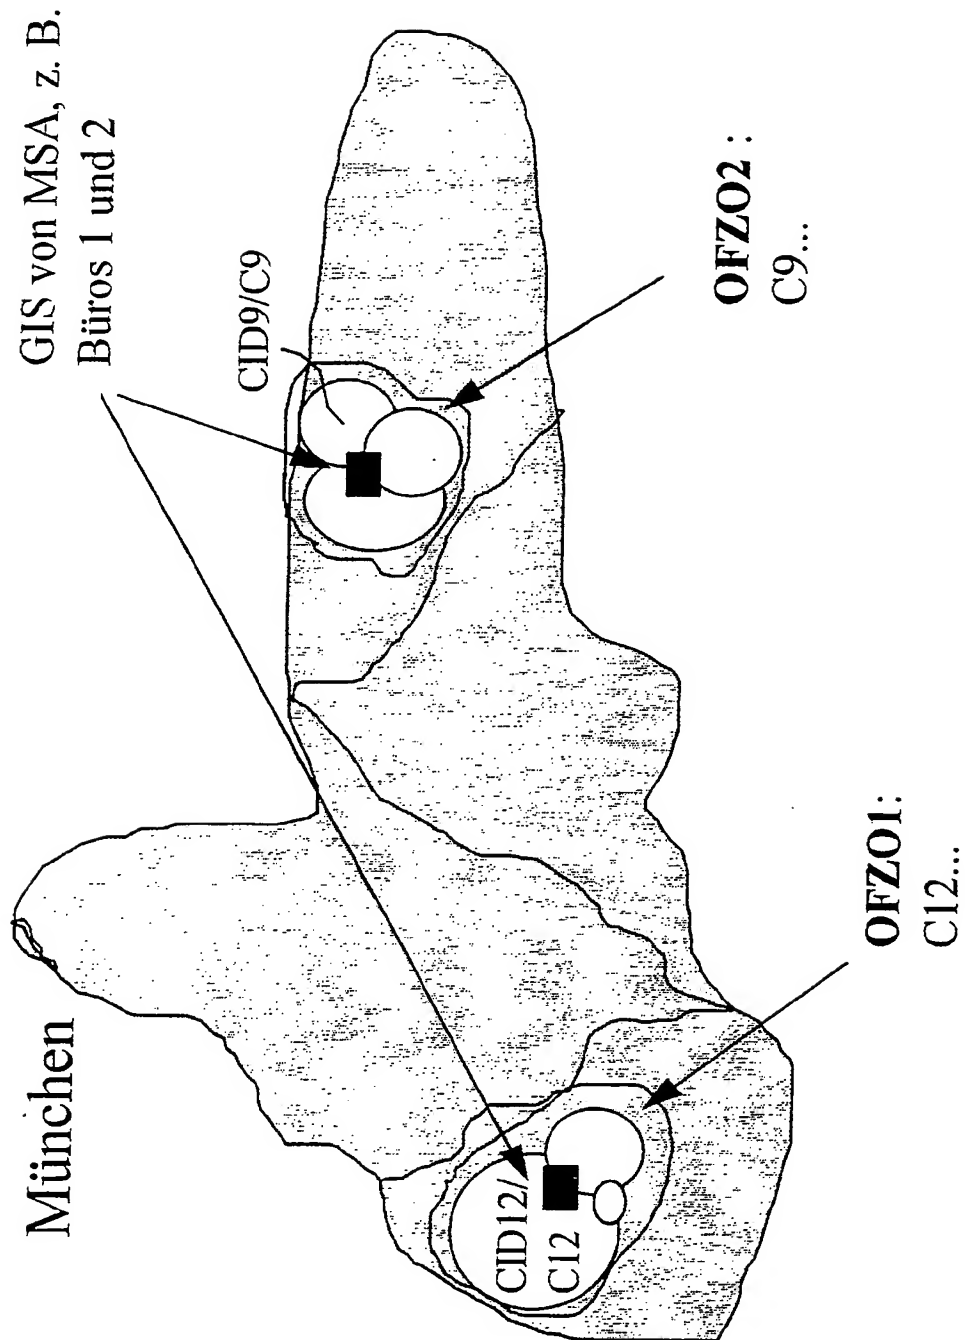 München
GIS von MSA, z. B.
Büros 1 und 2
CID9/C9
OFZO2 :
C9...
CID12/
C12
OFZO1:
C12...